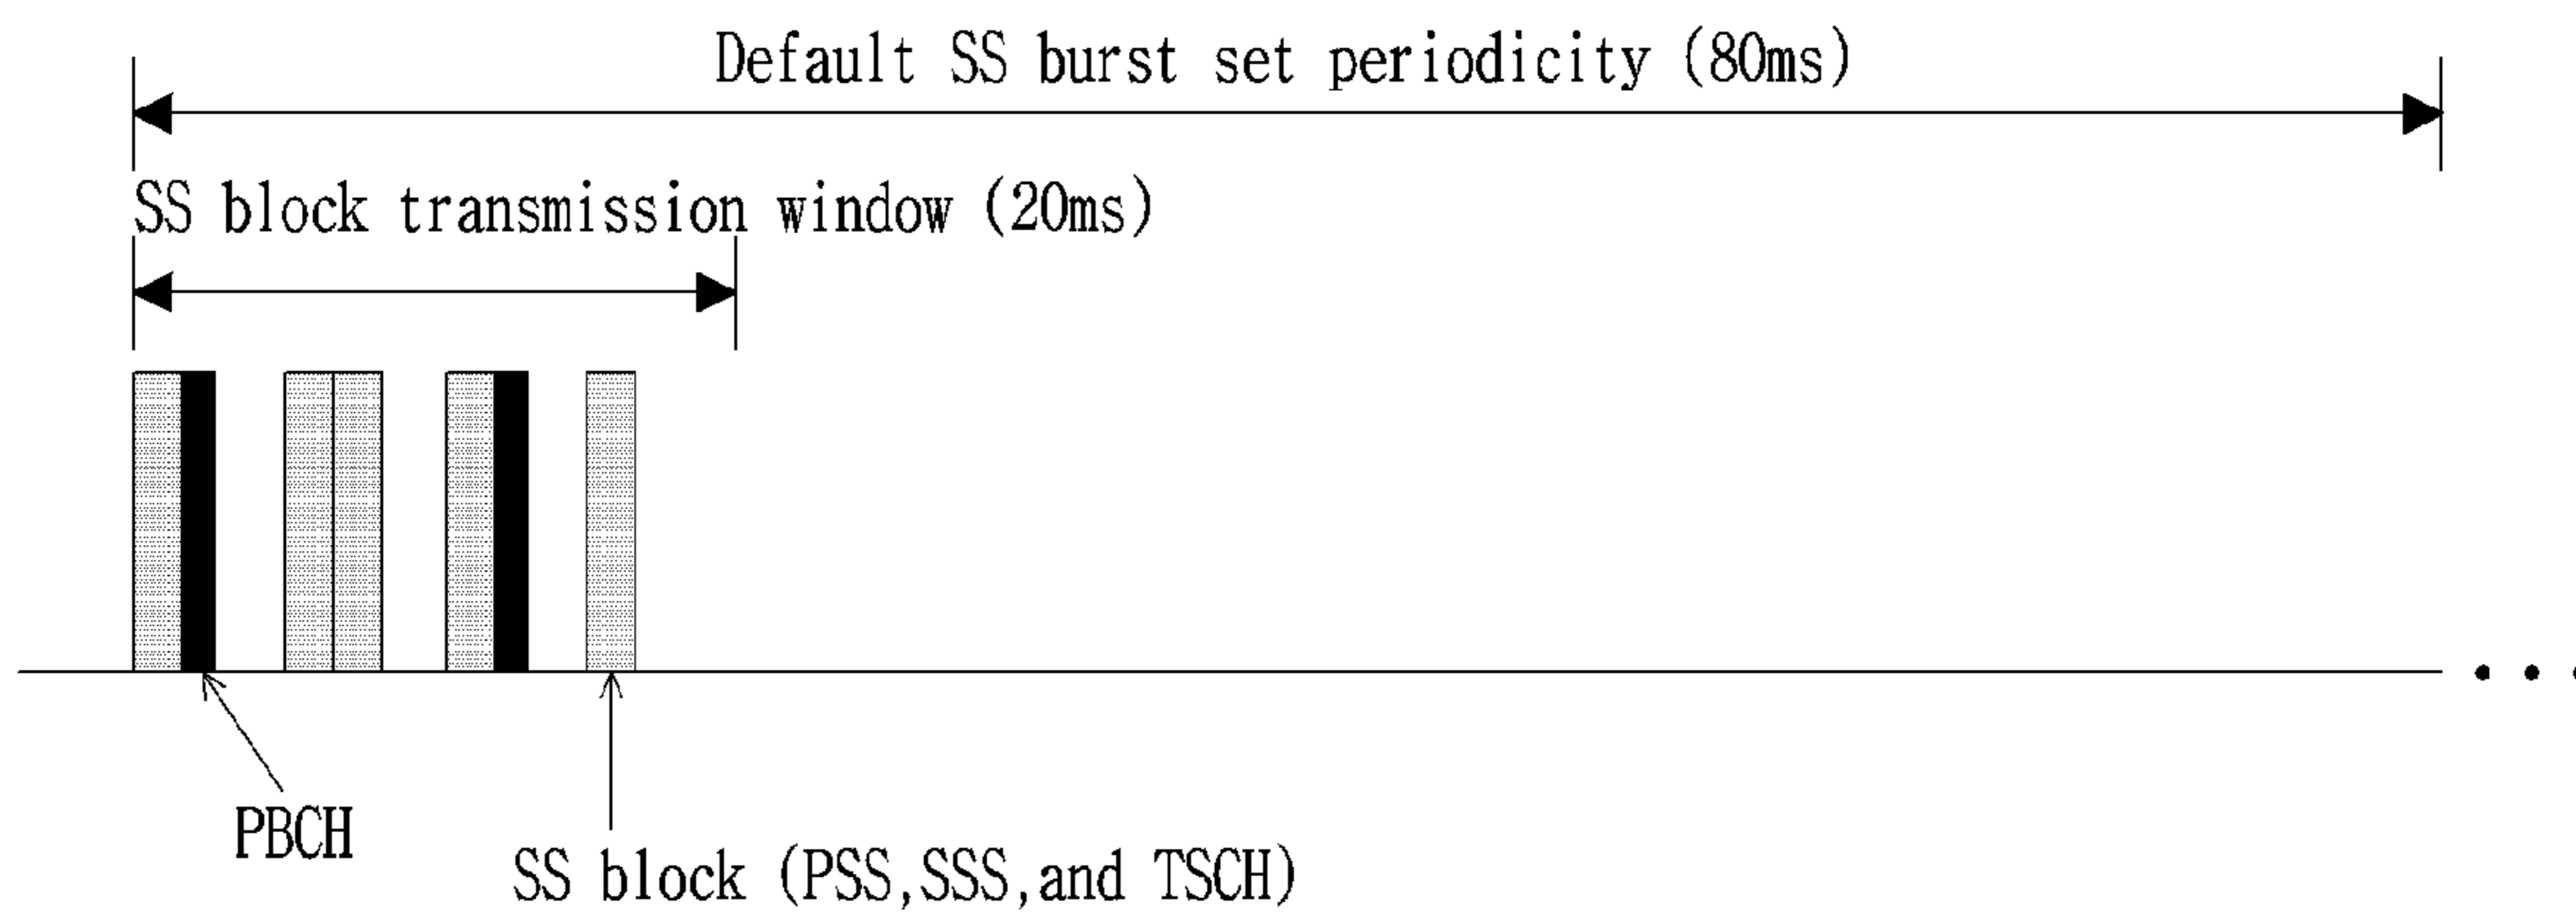 Default SS burst set periodicity (80ms)
SS block transmission window (20ms)
PBCH
SS block (PSS,SSS,and TSCH)